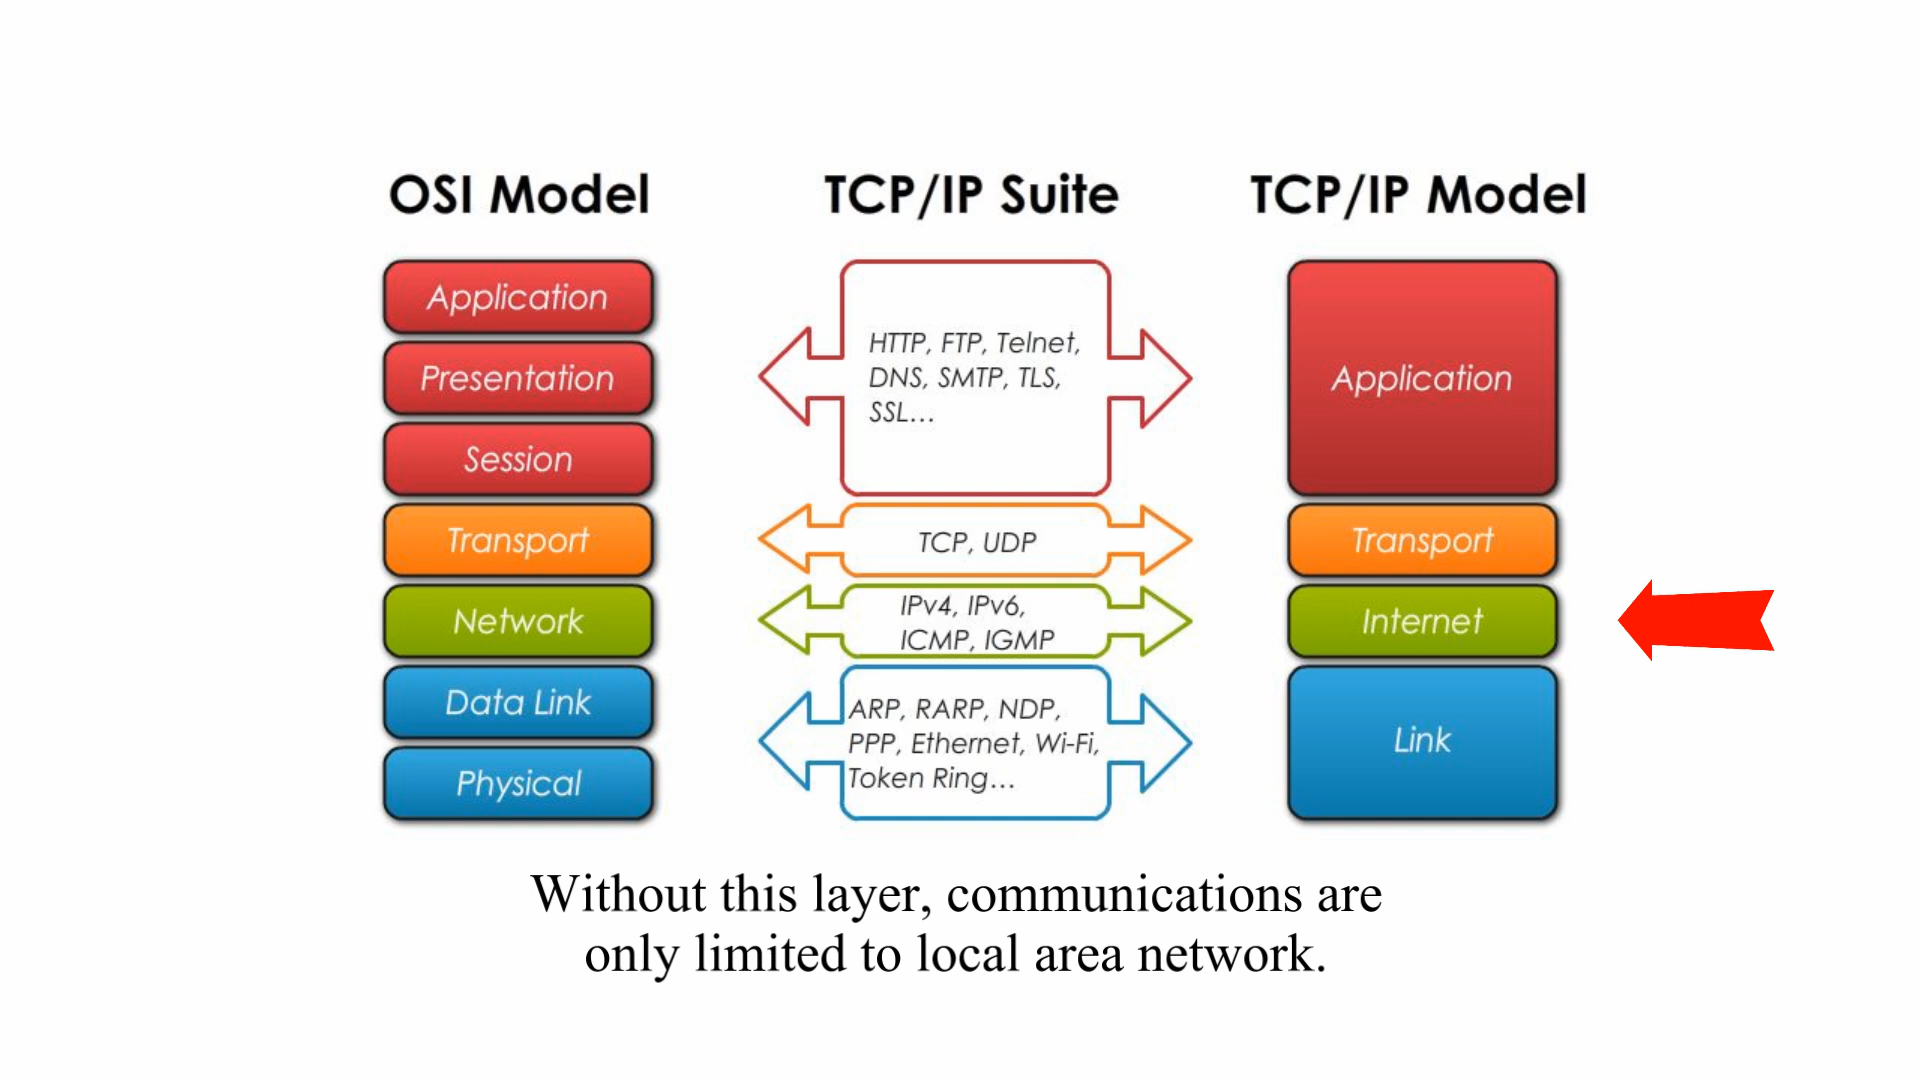 OSI Model
TCP/IP Suite
TCP/IP Model
Application
Presentation
Session
Transport
Network
Data Link
Physical
HTTP, FTP, Telnet,
DNS, SMTP, TLS,
SSL...
TCP, UDP
IPv4, IPv6,
ICMP, IGMP
ARP, RARP, NDP,
PPP, Ethernet, Wi-Fi,
Token Ring...
Application
Transport
Internet
Link
Without this layer, communications are
only limited to local area network.